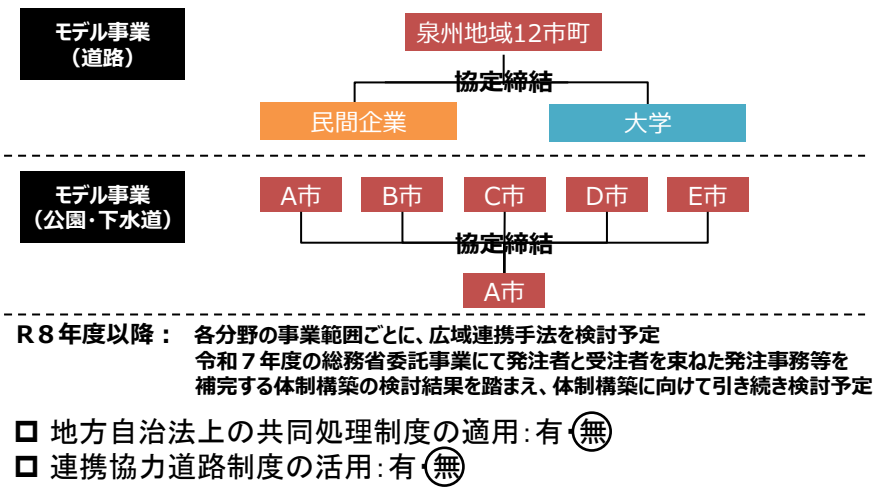 モデル事業
（道路）
泉州地域12市町
協定締結
民間企業
大学
モデル事業
（公園・下水道）
A市
B市
C市
D市
E市
協定締結
A市
R８年度以降： 各分野の事業範囲ごとに、広域連携手法を検討予定
令和７年度の総務省委託事業にて発注者と受注者を束ねた発注事務等を
補完する体制構築の検討結果を踏まえ、体制構築に向けて引き続き検討予定
地方自治法上の共同処理制度の適用：有・無
連携協力道路制度の活用：有・無